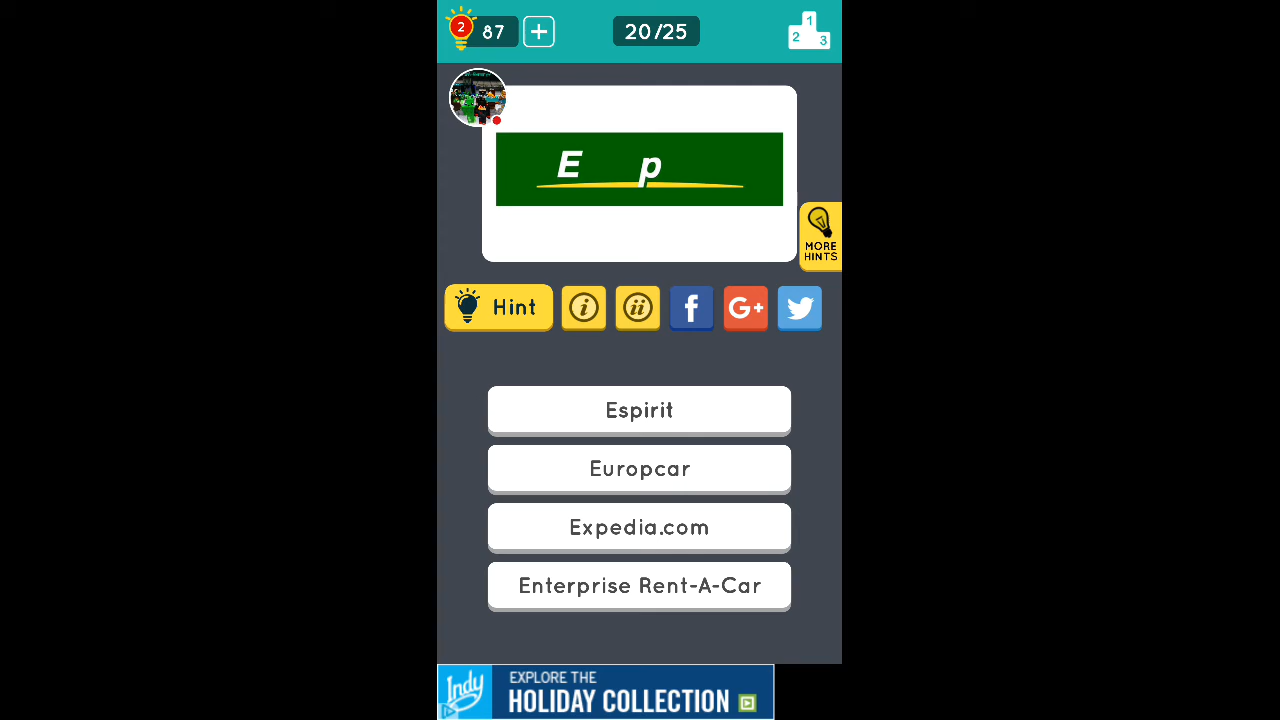 2 87 + 20/25 1 2 3
E p
MORE
HINTS
Hint i ii f G+
Espirit
Europcar
Expedia.com
Enterprise Rent-A-Car
Indy EXPLORE THE
HOLIDAY COLLECTION